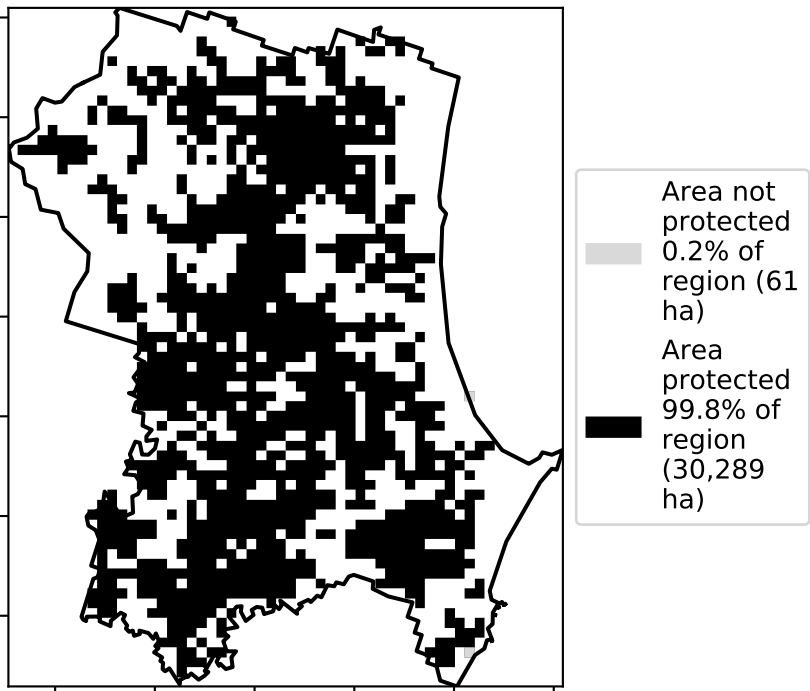 Area not
protected
0.2% of
region (61
ha)
Area
protected
99.8% of
region
(30,289
ha)